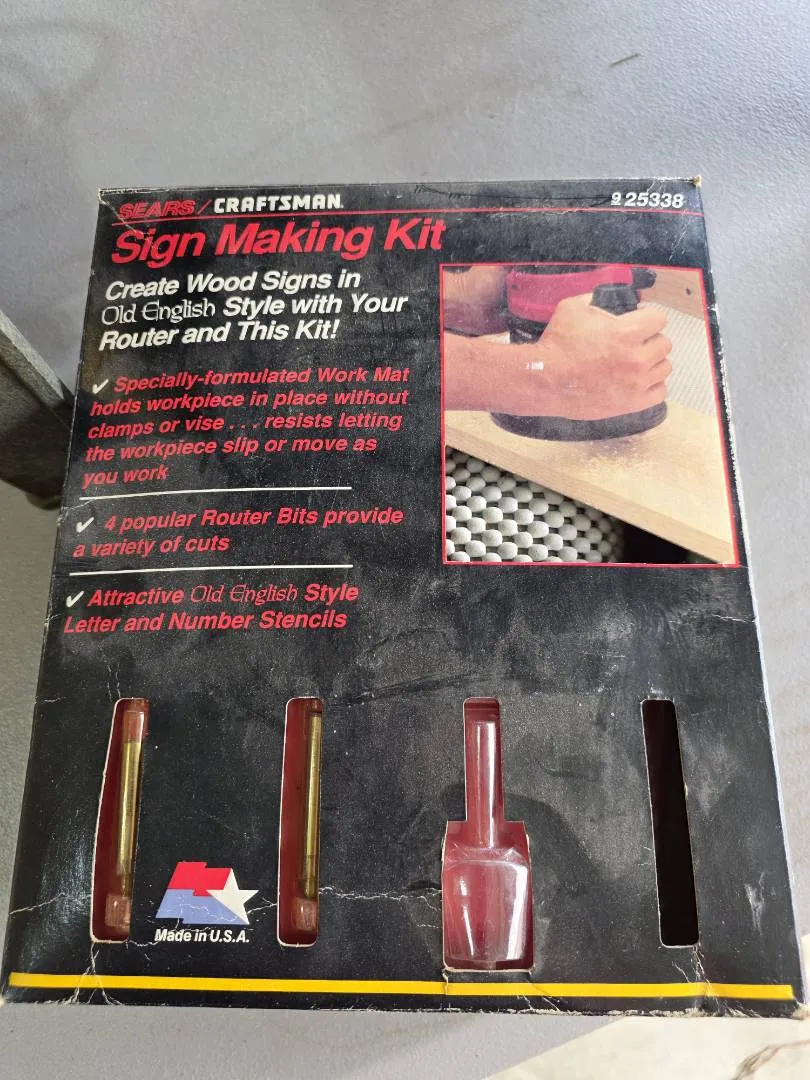 SEARS / CRAFTSMAN
9 25338
Sign Making Kit
Create Wood Signs in
Old English Style with Your
Router and This Kit!
✓ Specially-formulated Work Mat
holds workpiece in place without
clamps or vise . . . resists letting
the workpiece slip or move as
you work
✓ 4 popular Router Bits provide
a variety of cuts
✓ Attractive Old English Style
Letter and Number Stencils
Made in U.S.A.